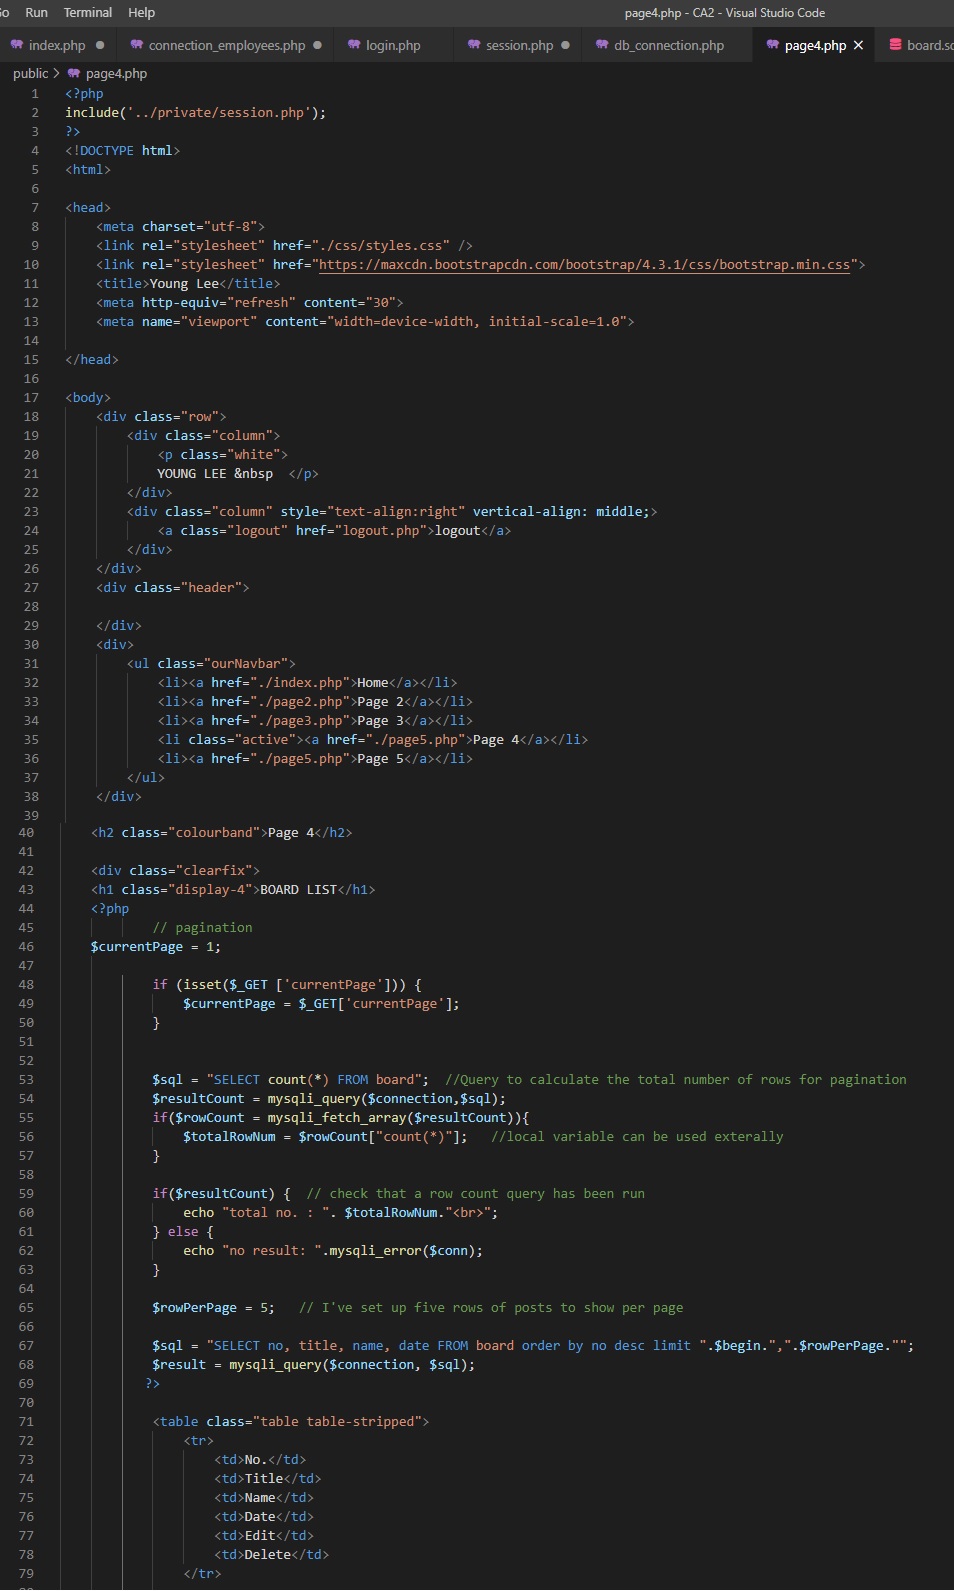 Go Run Terminal Help page4.php - CA2 - Visual Studio Code
index.php connection_employees.php login.php session.php db_connection.php page4.php board.sq
public > page4.php
1 <?php
2 include('../private/session.php');
3 ?>
4 <!DOCTYPE html>
5 <html>
6
7 <head>
8 <meta charset="utf-8">
9 <link rel="stylesheet" href="./css/styles.css" />
10 <link rel="stylesheet" href="https://maxcdn.bootstrapcdn.com/bootstrap/4.3.1/css/bootstrap.min.css">
11 <title>Young Lee</title>
12 <meta http-equiv="refresh" content="30">
13 <meta name="viewport" content="width=device-width, initial-scale=1.0">
14
15 </head>
16
17 <body>
18 <div class="row">
19 <div class="column">
20 <p class="white">
21 YOUNG LEE &nbsp </p>
22 </div>
23 <div class="column" style="text-align:right" vertical-align: middle;>
24 <a class="logout" href="logout.php">logout</a>
25 </div>
26 </div>
27 <div class="header">
28
29 </div>
30 <div>
31 <ul class="ourNavbar">
32 <li><a href="./index.php">Home</a></li>
33 <li><a href="./page2.php">Page 2</a></li>
34 <li><a href="./page3.php">Page 3</a></li>
35 <li class="active"><a href="./page5.php">Page 4</a></li>
36 <li><a href="./page5.php">Page 5</a></li>
37 </ul>
38 </div>
39
40 <h2 class="colourband">Page 4</h2>
41
42 <div class="clearfix">
43 <h1 class="display-4">BOARD LIST</h1>
44 <?php
45 // pagination
46 $currentPage = 1;
47
48 if (isset($_GET ['currentPage'])) {
49 $currentPage = $_GET['currentPage'];
50 }
51
52
53 $sql = "SELECT count(*) FROM board"; //Query to calculate the total number of rows for pagination
54 $resultCount = mysqli_query($connection,$sql);
55 if($rowCount = mysqli_fetch_array($resultCount)){
56 $totalRowNum = $rowCount["count(*)"]; //local variable can be used exterally
57 }
58
59 if($resultCount) { // check that a row count query has been run
60 echo "total no. : ". $totalRowNum."<br>";
61 } else {
62 echo "no result: ".mysqli_error($conn);
63 }
64
65 $rowPerPage = 5; // I've set up five rows of posts to show per page
66
67 $sql = "SELECT no, title, name, date FROM board order by no desc limit ".$begin.",".$rowPerPage."";
68 $result = mysqli_query($connection, $sql);
69 ?>
70
71 <table class="table table-stripped">
72 <tr>
73 <td>No.</td>
74 <td>Title</td>
75 <td>Name</td>
76 <td>Date</td>
77 <td>Edit</td>
78 <td>Delete</td>
79 </tr>